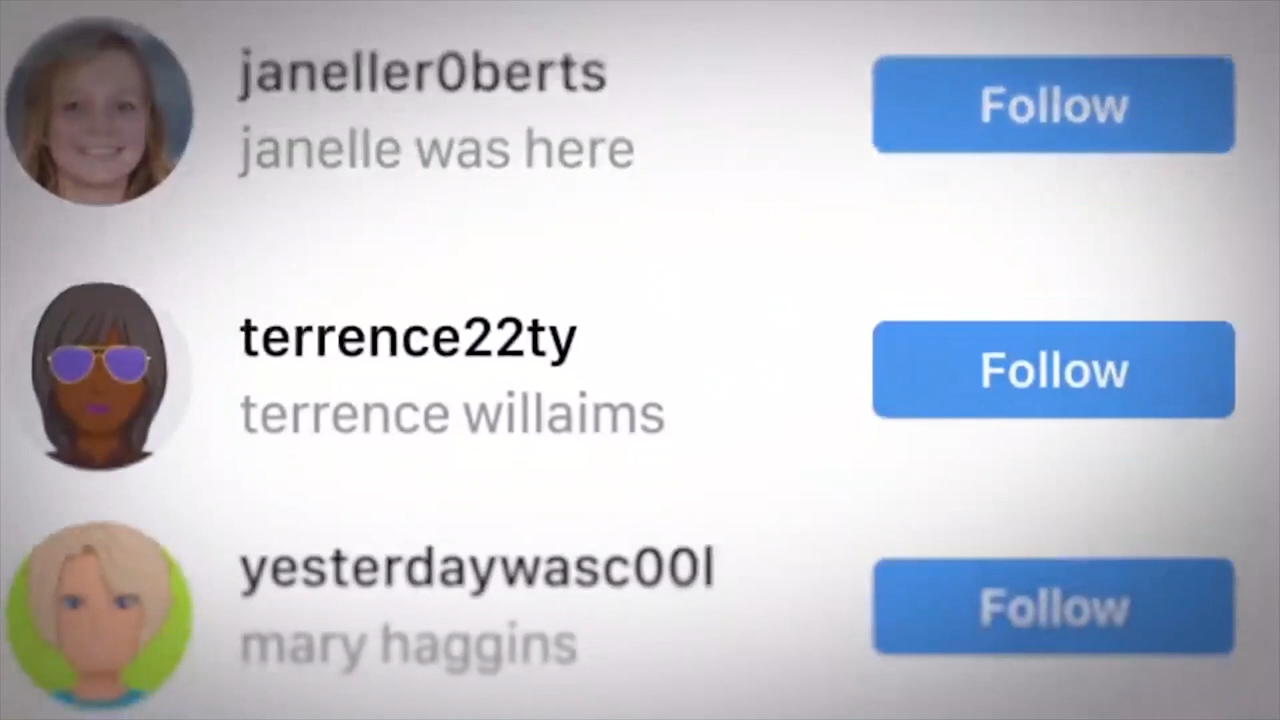 janeller0berts
janelle was here
Follow
terrence22ty
terrence willaims
Follow
yesterdaywasc00l
mary haggins
Follow